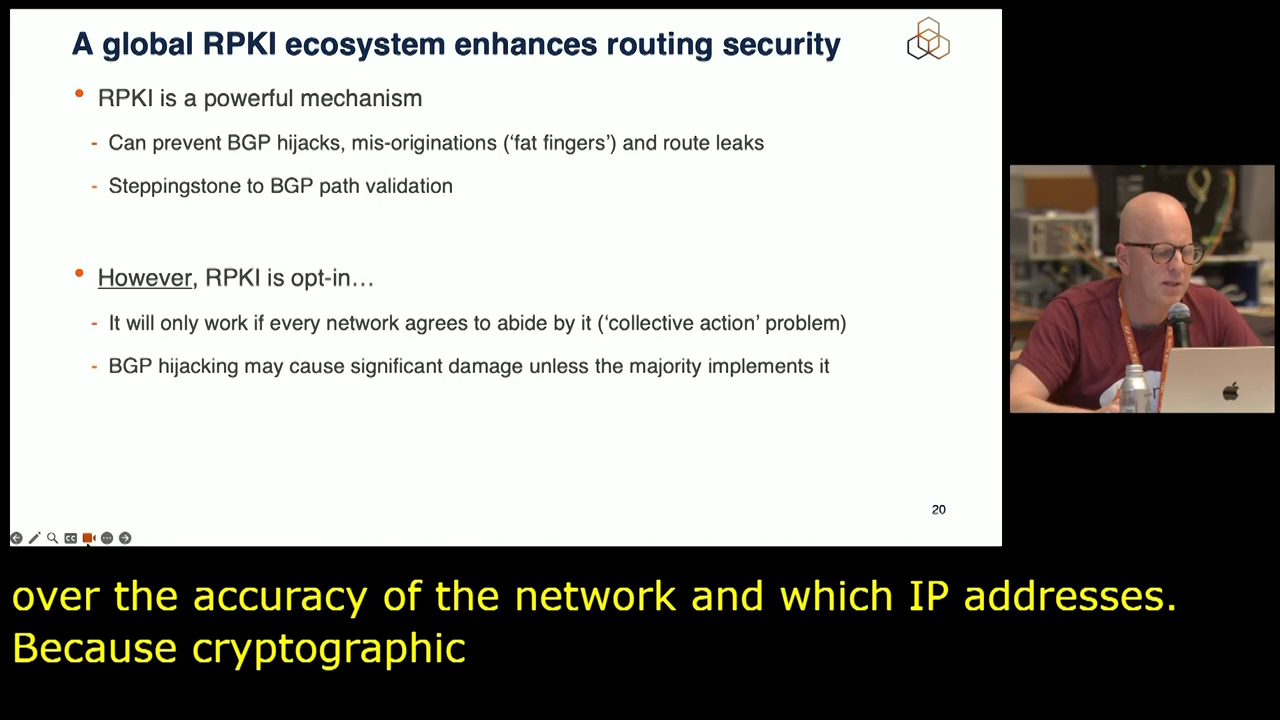 A global RPKI ecosystem enhances routing security
• RPKI is a powerful mechanism
- Can prevent BGP hijacks, mis-originations (‘fat fingers’) and route leaks
- Steppingstone to BGP path validation
• However, RPKI is opt-in…
- It will only work if every network agrees to abide by it (‘collective action’ problem)
- BGP hijacking may cause significant damage unless the majority implements it
20
over the accuracy of the network and which IP addresses.
Because cryptographic